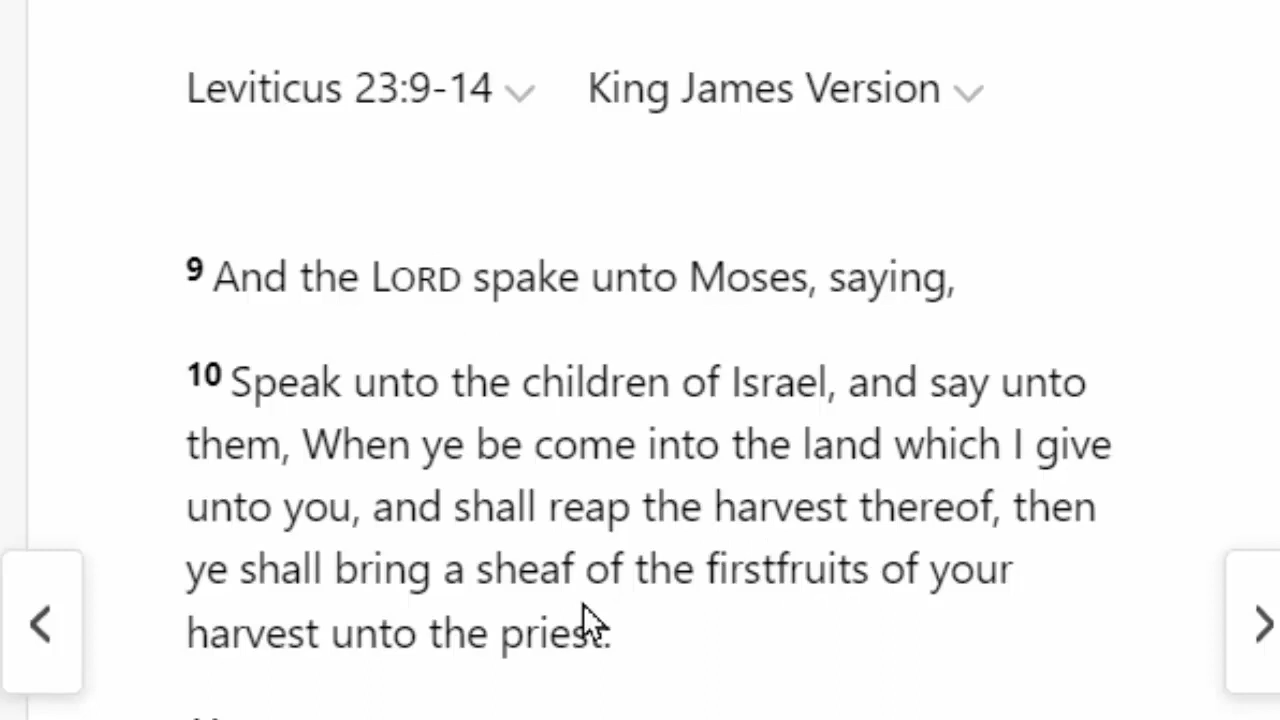 Leviticus 23:9-14 King James Version
9 And the LORD spake unto Moses, saying,
10 Speak unto the children of Israel, and say unto
them, When ye be come into the land which I give
unto you, and shall reap the harvest thereof, then
ye shall bring a sheaf of the firstfruits of your
harvest unto the priest: